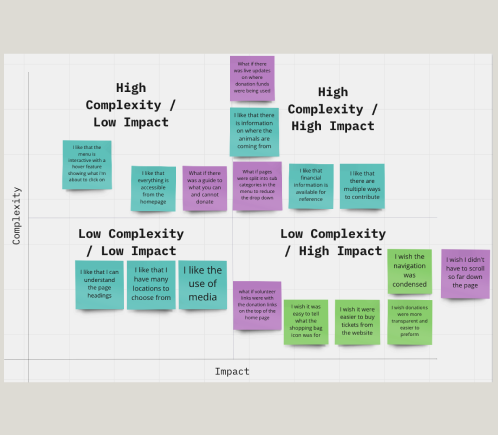 What if there
was live updates
on where
donation funds
were being used
High
Complexity /
Low Impact
High
Complexity /
High Impact
I like that there
is information
on where the
animals are
coming from
I like that the
menu is
interactive with a
hover feature
showing what I'm
about to click on
I like that
everything is
accessible
from the
homepage
What if there
was a guide to
what you can
and cannot
donate
What if pages
were split into sub
categories in the
menu to reduce
the drop down
I like that
financial
information is
available for
reference
I like that
there are
multiple ways
to contribute
Complexity
Low Complexity
/ Low Impact
Low Complexity
/ High Impact
I like that I can
understand
the page
headings
I like that I
have many
locations to
choose from
I like the
use of
media
what if volunteer
links were with
the donation links
on the top of the
home page
I wish it was
easy to tell
what the
shopping bag
icon was for
I wish it were
easier to buy
tickets from
the website
I wish the
navigation
was
condensed
I wish donations
were more
transparent and
easier to
preform
I wish I didn't
have to scroll
so far down
the page
Impact